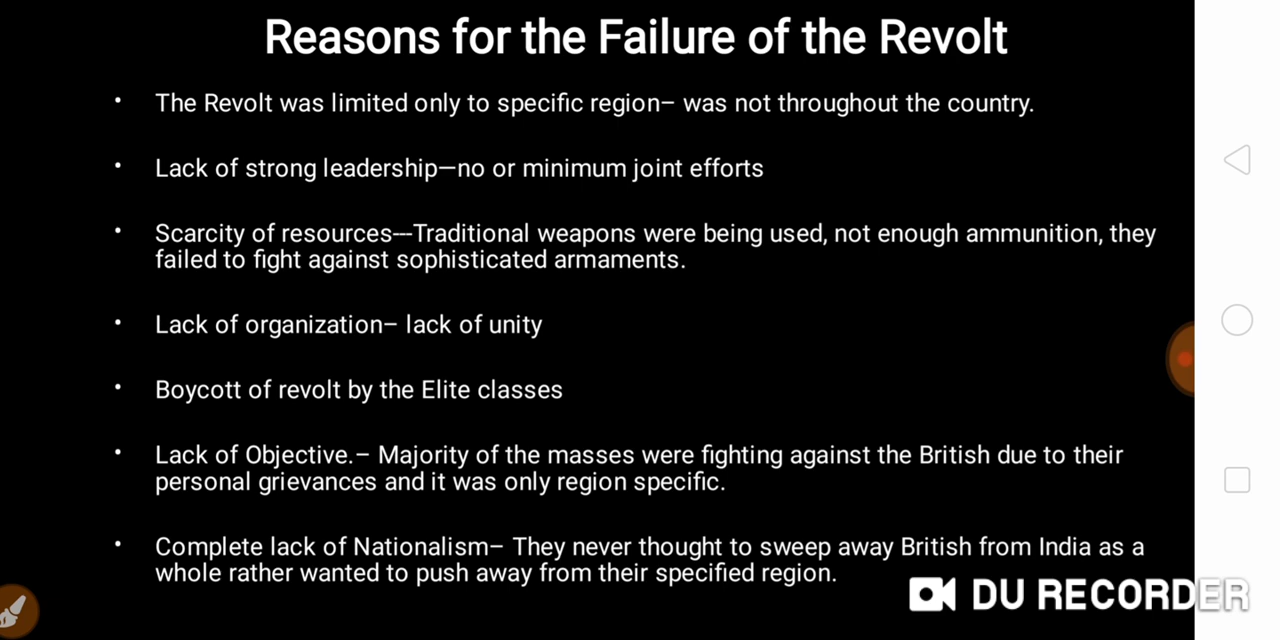 Reasons for the Failure of the Revolt
• The Revolt was limited only to specific region– was not throughout the country.
• Lack of strong leadership—no or minimum joint efforts
• Scarcity of resources---Traditional weapons were being used, not enough ammunition, they
failed to fight against sophisticated armaments.
• Lack of organization– lack of unity
• Boycott of revolt by the Elite classes
• Lack of Objective.– Majority of the masses were fighting against the British due to their
personal grievances and it was only region specific.
• Complete lack of Nationalism– They never thought to sweep away British from India as a
whole rather wanted to push away from their specified region.
DU RECORDER